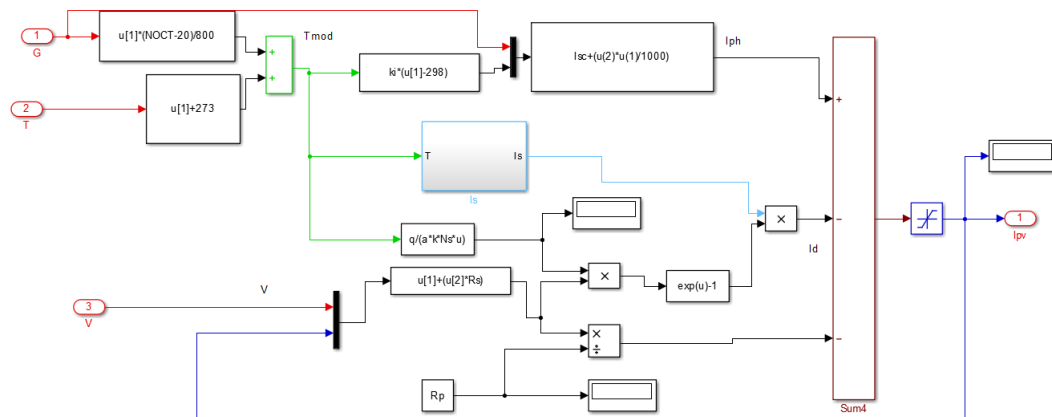 1
G
u[1]*(NOCT-20)/800
+
+
Tmod
ki*(u[1]-298)
Isc+(u(2)*u(1)/1000)
Iph
2
T
u[1]+273
+
T
Is
Is
×
−
Id
1
Ipv
q/(a*k*Ns*u)
V
u[1]+(u[2]*Rs)
×
exp(u)-1
3
V
×
÷
−
Rp
Sum4